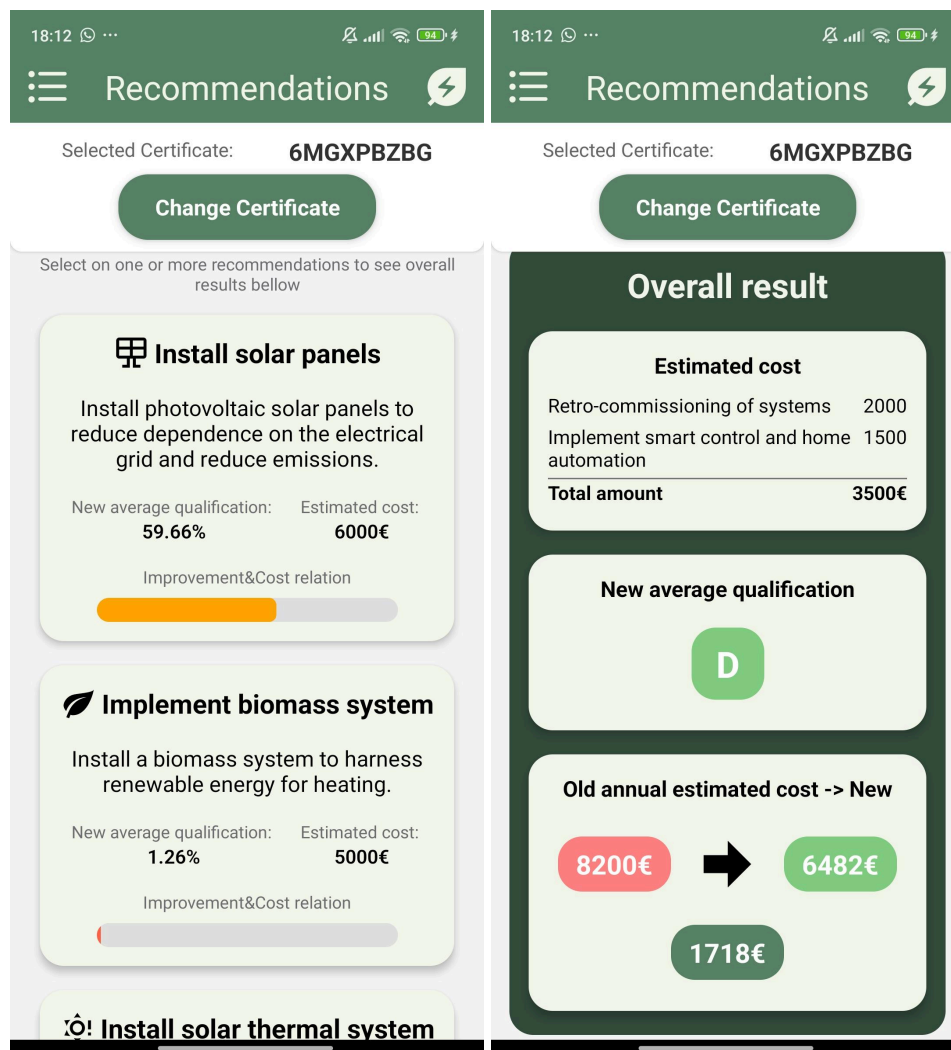 18:12
94
Recommendations
Selected Certificate: 6MGXPBZBG
Change Certificate
Select on one or more recommendations to see overall
results bellow
Install solar panels
Install photovoltaic solar panels to
reduce dependence on the electrical
grid and reduce emissions.
New average qualification: Estimated cost:
59.66% 6000€
Improvement&Cost relation
Implement biomass system
Install a biomass system to harness
renewable energy for heating.
New average qualification: Estimated cost:
1.26% 5000€
Improvement&Cost relation
Install solar thermal system
18:12
94
Recommendations
Selected Certificate: 6MGXPBZBG
Change Certificate
Overall result
Estimated cost
Retro-commissioning of systems 2000
Implement smart control and home 1500
automation
Total amount 3500€
New average qualification
D
Old annual estimated cost -> New
8200€ 6482€
1718€